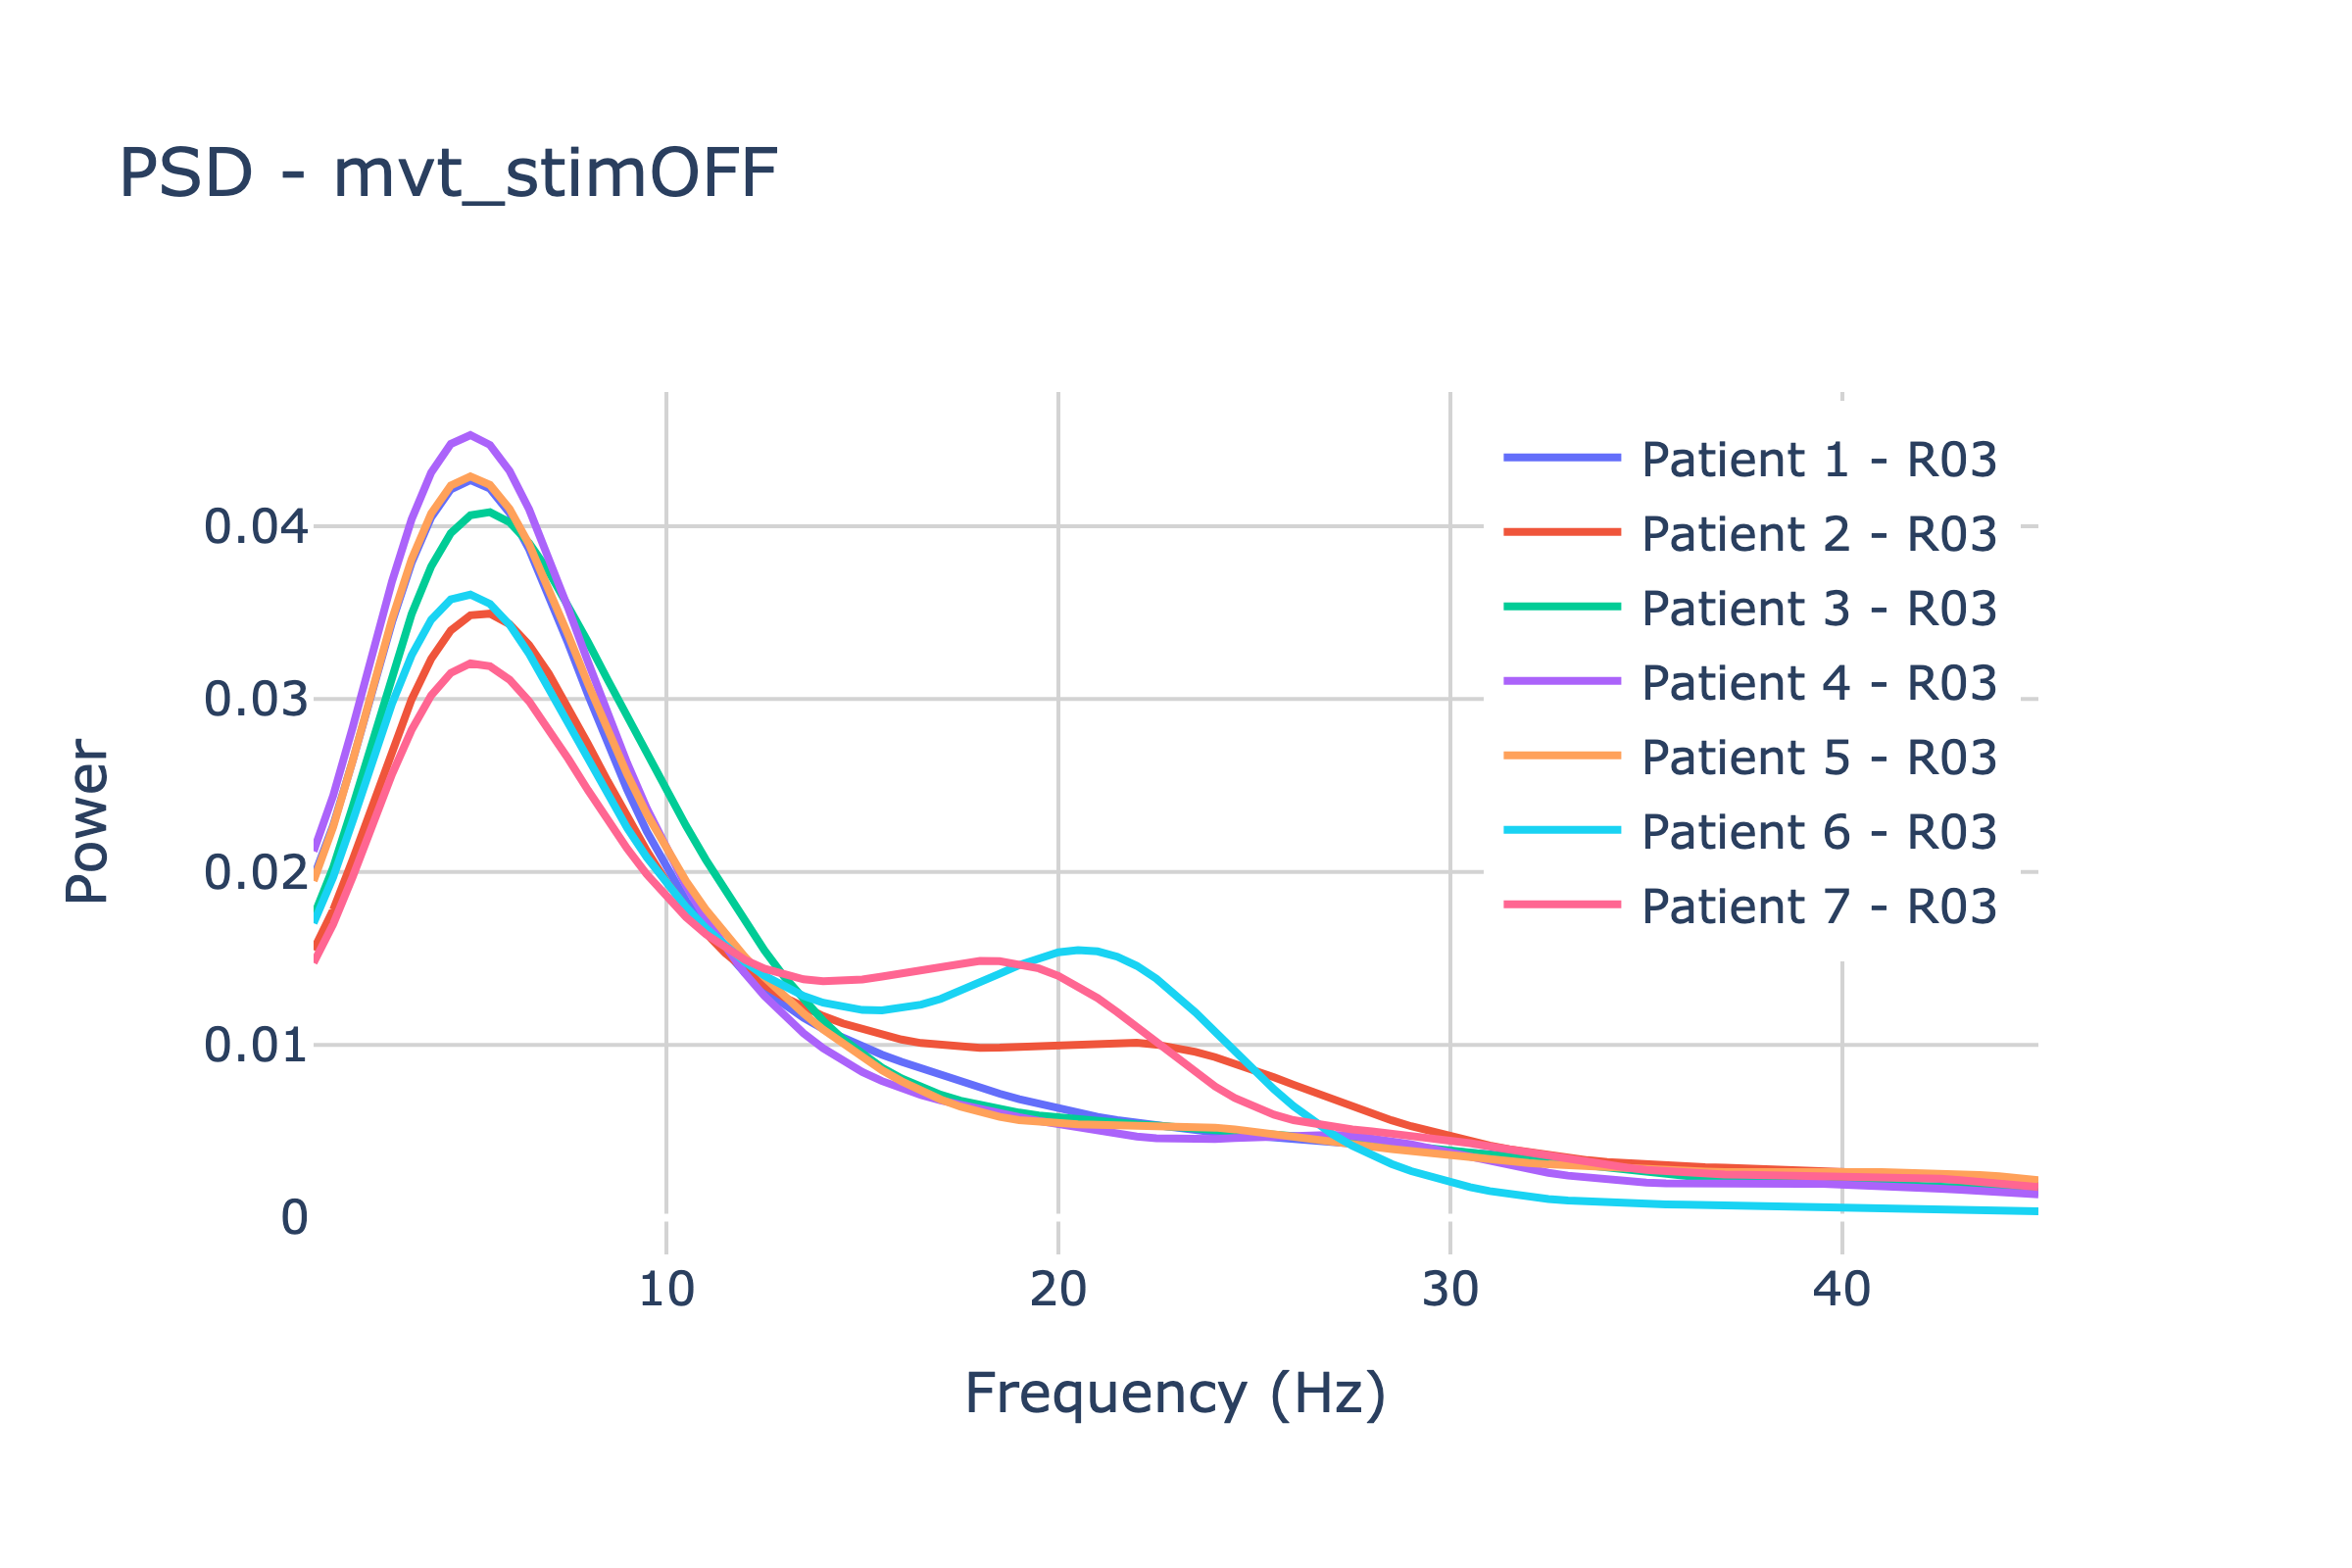 PSD - mvt_stimOFF
Patient 1 - R03
Patient 2 - R03
Patient 3 - R03
Patient 4 - R03
Patient 5 - R03
Patient 6 - R03
Patient 7 - R03
Power
0.04
0.03
0.02
0.01
0
10
20
30
40
Frequency (Hz)